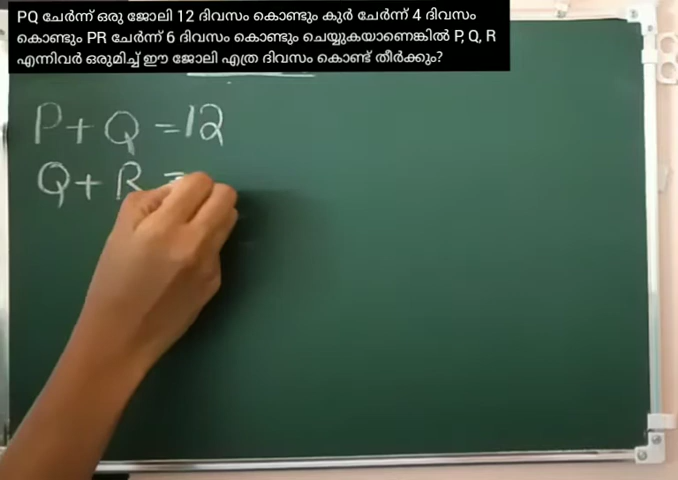 PQ ചേർന്ന് ഒരു ജോലി 12 ദിവസം കൊണ്ടും കുർ ചേർന്ന് 4 ദിവസം
കൊണ്ടും PR ചേർന്ന് 6 ദിവസം കൊണ്ടും ചെയ്യുകയാണെങ്കിൽ P, Q, R
എന്നിവർ ഒരുമിച്ച് ഈ ജോലി എത്ര ദിവസം കൊണ്ട് തീർക്കും?
P + Q = 12
Q + R =